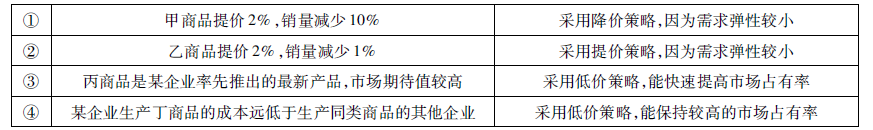 ① 甲商品提价2%,销量减少10% 采用降价策略,因为需求弹性较小
② 乙商品提价2%,销量减少1% 采用提价策略,因为需求弹性较小
③ 丙商品是某企业率先推出的最新产品,市场期待值较高 采用低价策略,能快速提高市场占有率
④ 某企业生产丁商品的成本远低于生产同类商品的其他企业 采用低价策略,能保持较高的市场占有率